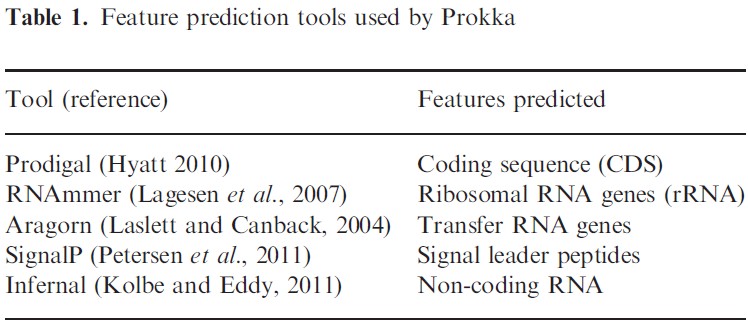 Table 1. Feature prediction tools used by Prokka
Tool (reference) Features predicted
Prodigal (Hyatt 2010) Coding sequence (CDS)
RNAmmer (Lagesen et al., 2007) Ribosomal RNA genes (rRNA)
Aragorn (Laslett and Canback, 2004) Transfer RNA genes
SignalP (Petersen et al., 2011) Signal leader peptides
Infernal (Kolbe and Eddy, 2011) Non-coding RNA